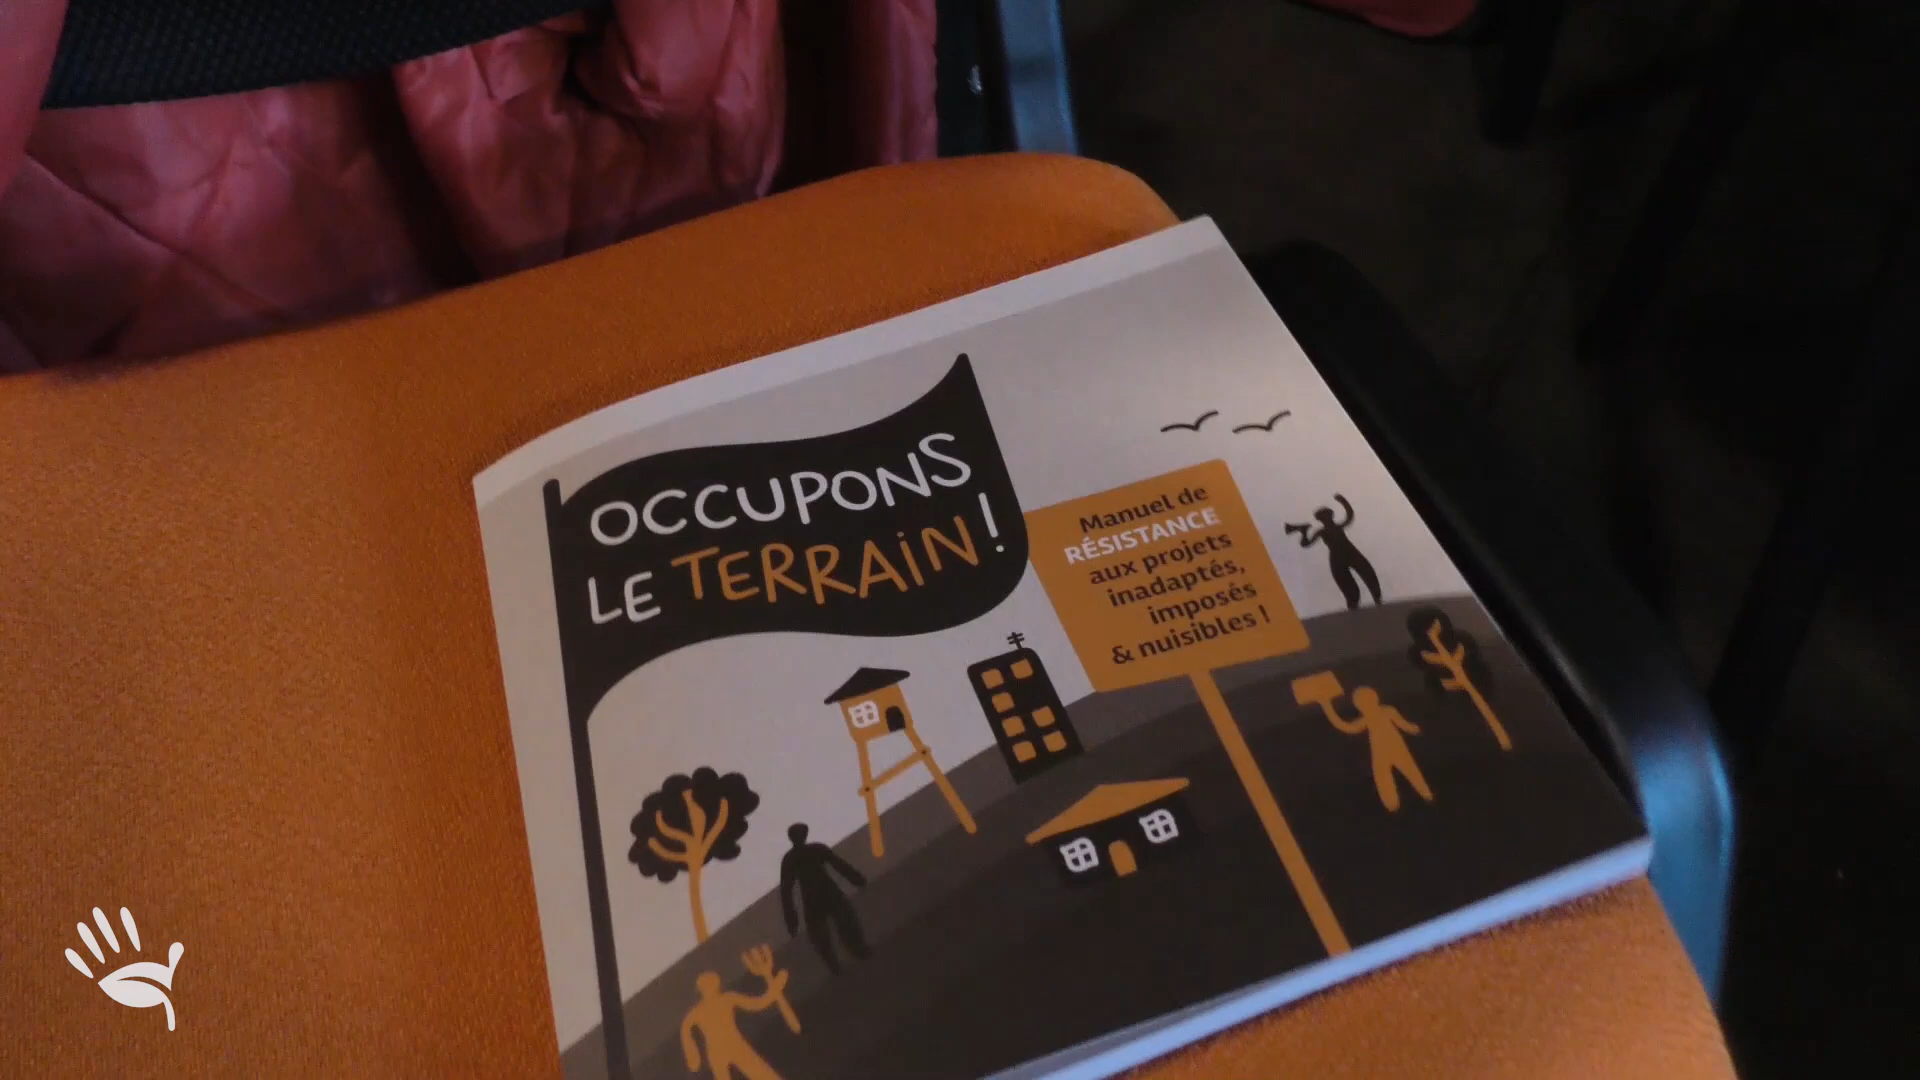 OCCUPONS
LE TERRAIN !
Manuel de
RÉSISTANCE
aux projets
inadaptés,
imposés
& nuisibles !